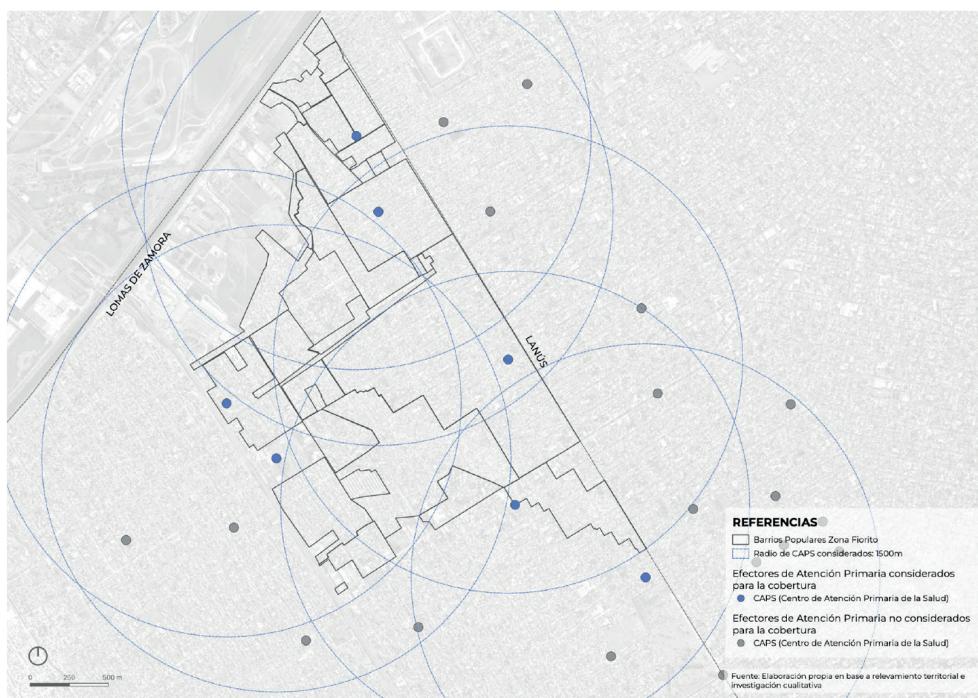 LOMAS DE ZAMORA
LANÚS
REFERENCIAS
Barrios Populares Zona Fiorito
Radio de CAPS considerados: 1500m
Efectores de Atención Primaria considerados
para la cobertura
CAPS (Centro de Atención Primaria de la Salud)
Efectores de Atención Primaria no considerados
para la cobertura
CAPS (Centro de Atención Primaria de la Salud)
Fuente: Elaboración propia en base a relevamiento territorial e
investigación cualitativa
0 250 500 m